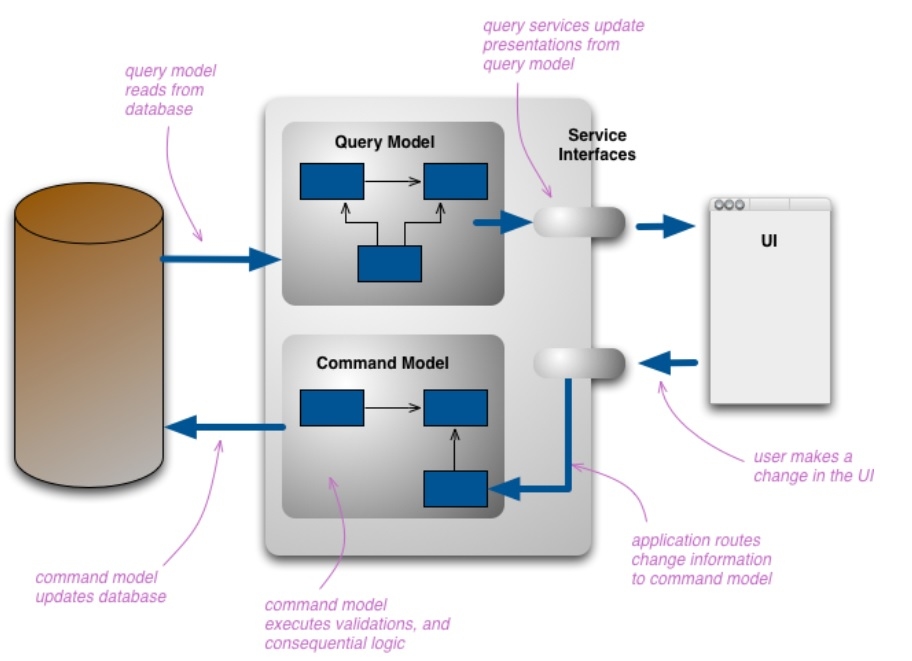 query services update
presentations from
query model
query model
reads from
database
Query Model
Service
Interfaces
UI
Command Model
user makes a
change in the UI
application routes
change information
to command model
command model
updates database
command model
executes validations, and
consequential logic